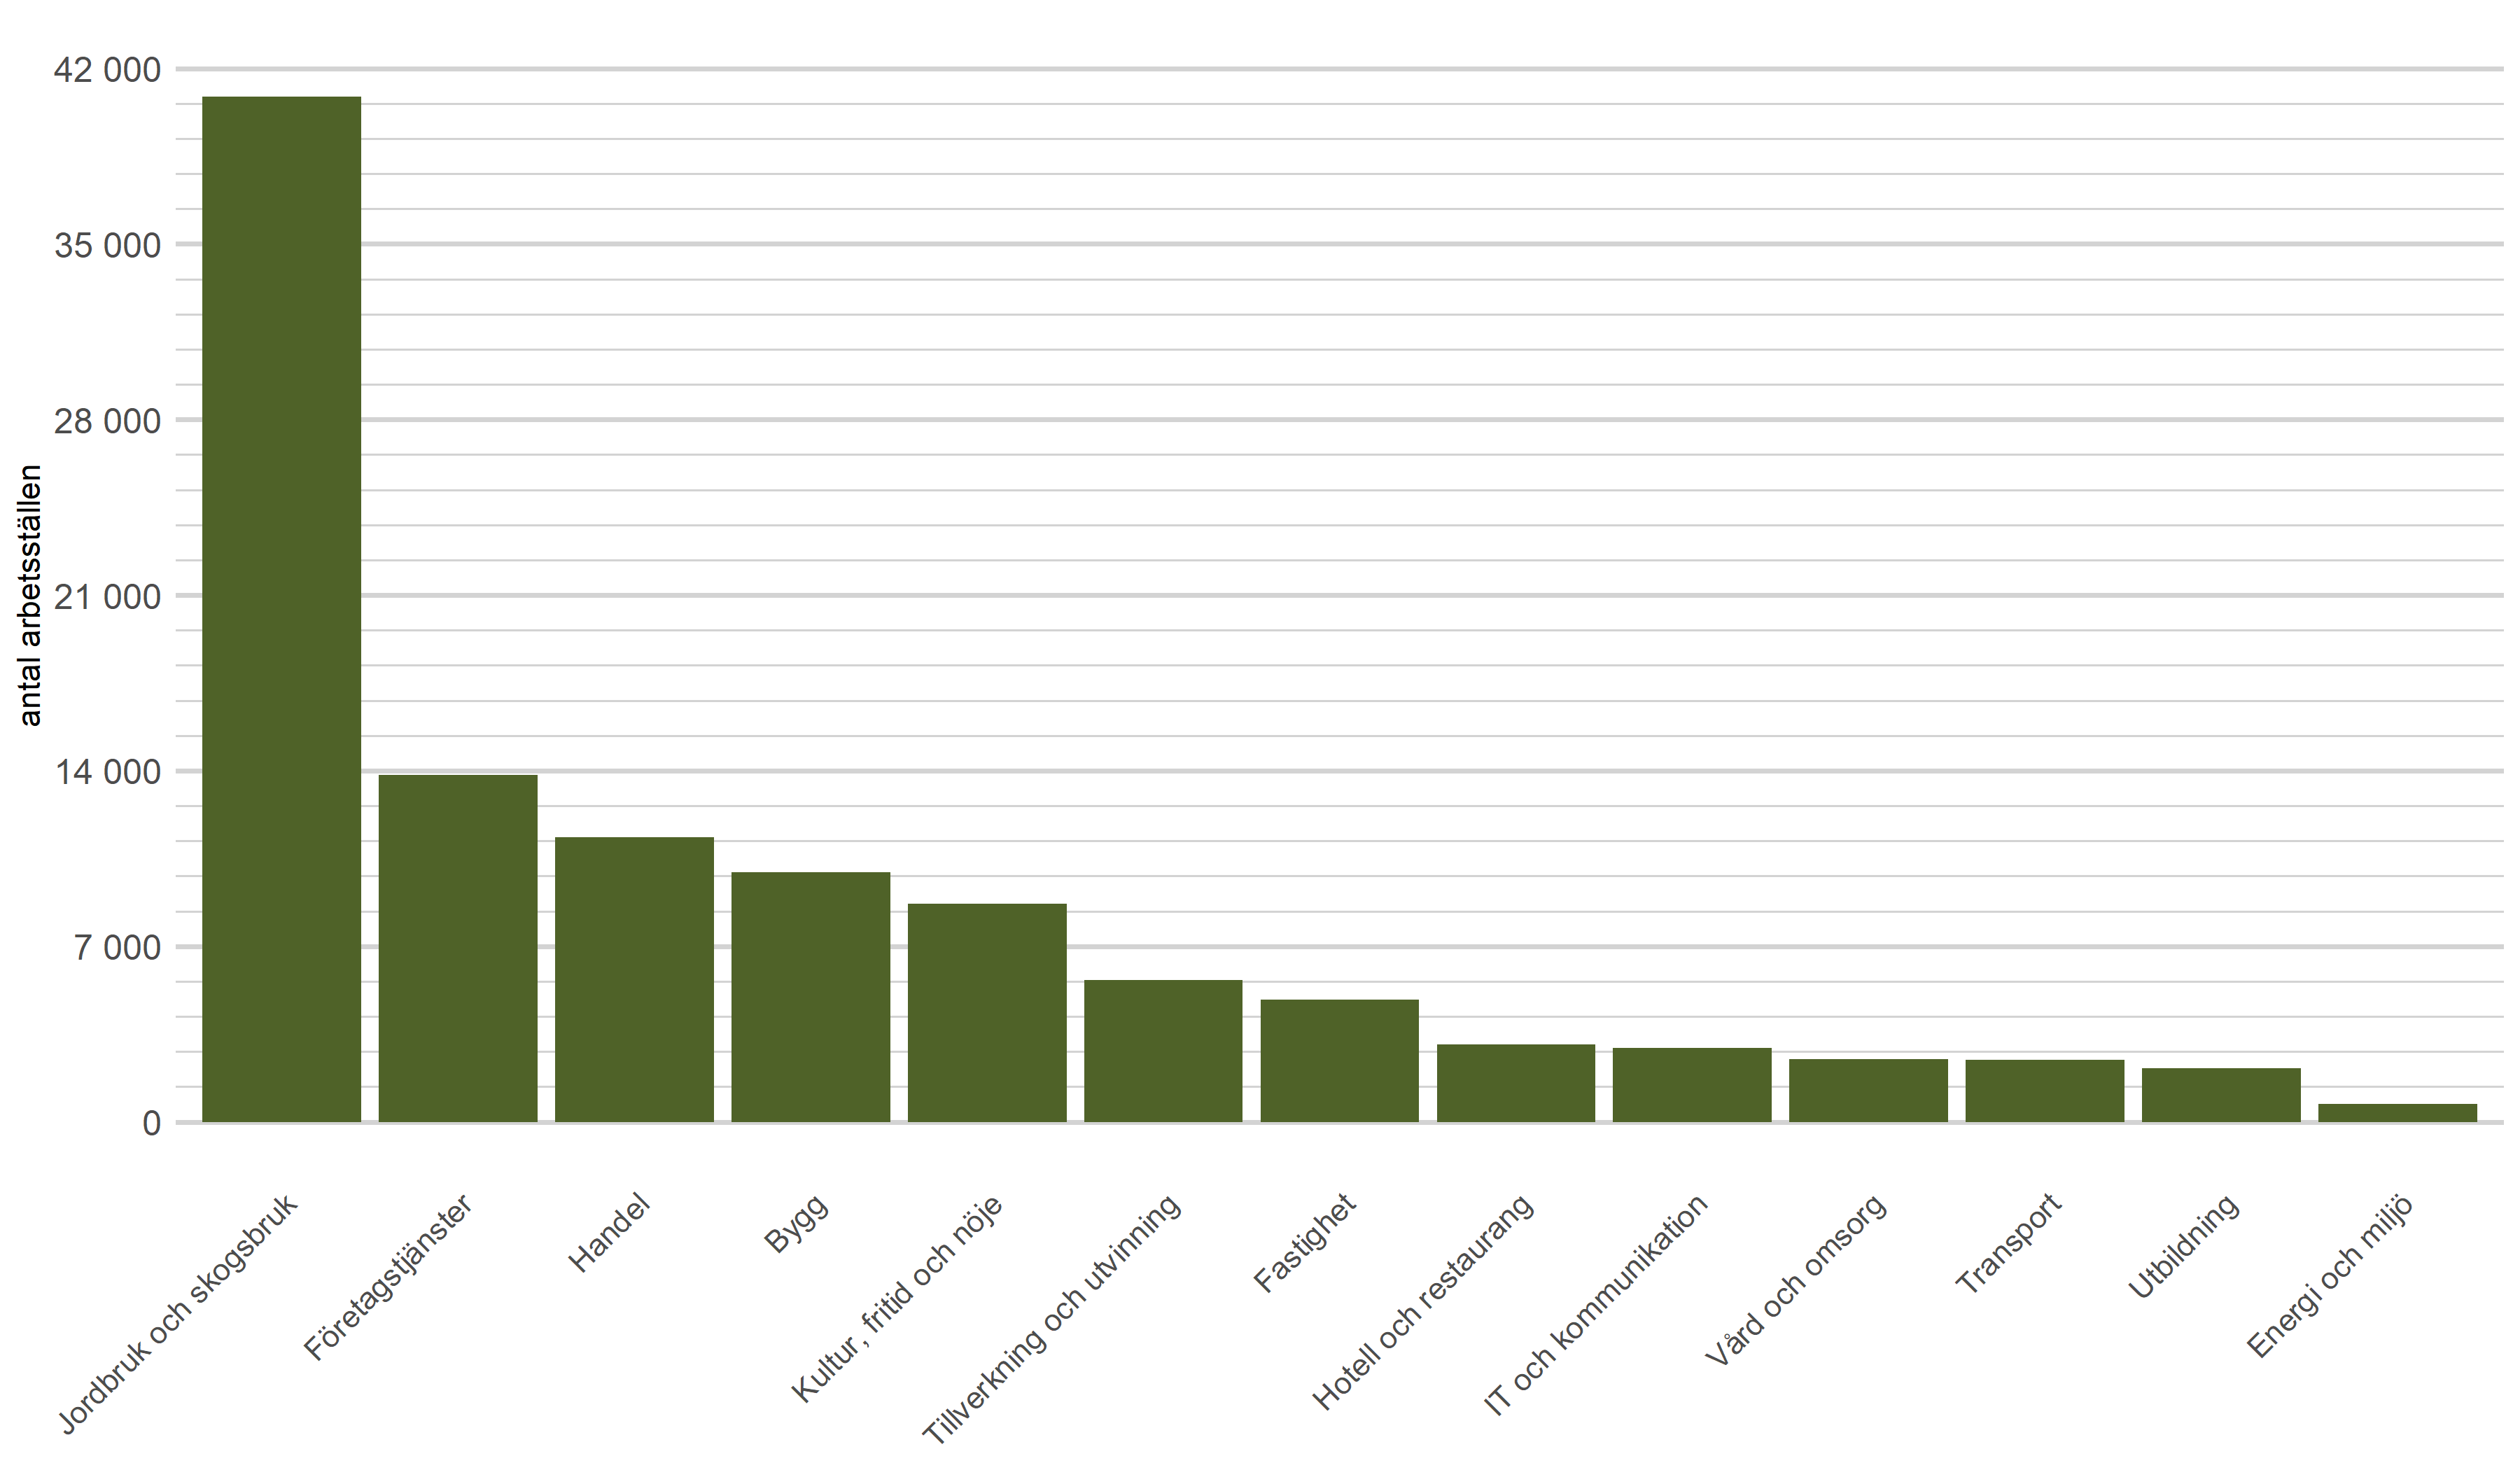 42 000
35 000
28 000
21 000
14 000
7 000
0
antal arbetsställen
Jordbruk och skogsbruk
Företagstjänster
Handel
Bygg
Kultur, fritid och nöje
Tillverkning och utvinning
Fastighet
Hotell och restaurang
IT och kommunikation
Vård och omsorg
Transport
Utbildning
Energi och miljö